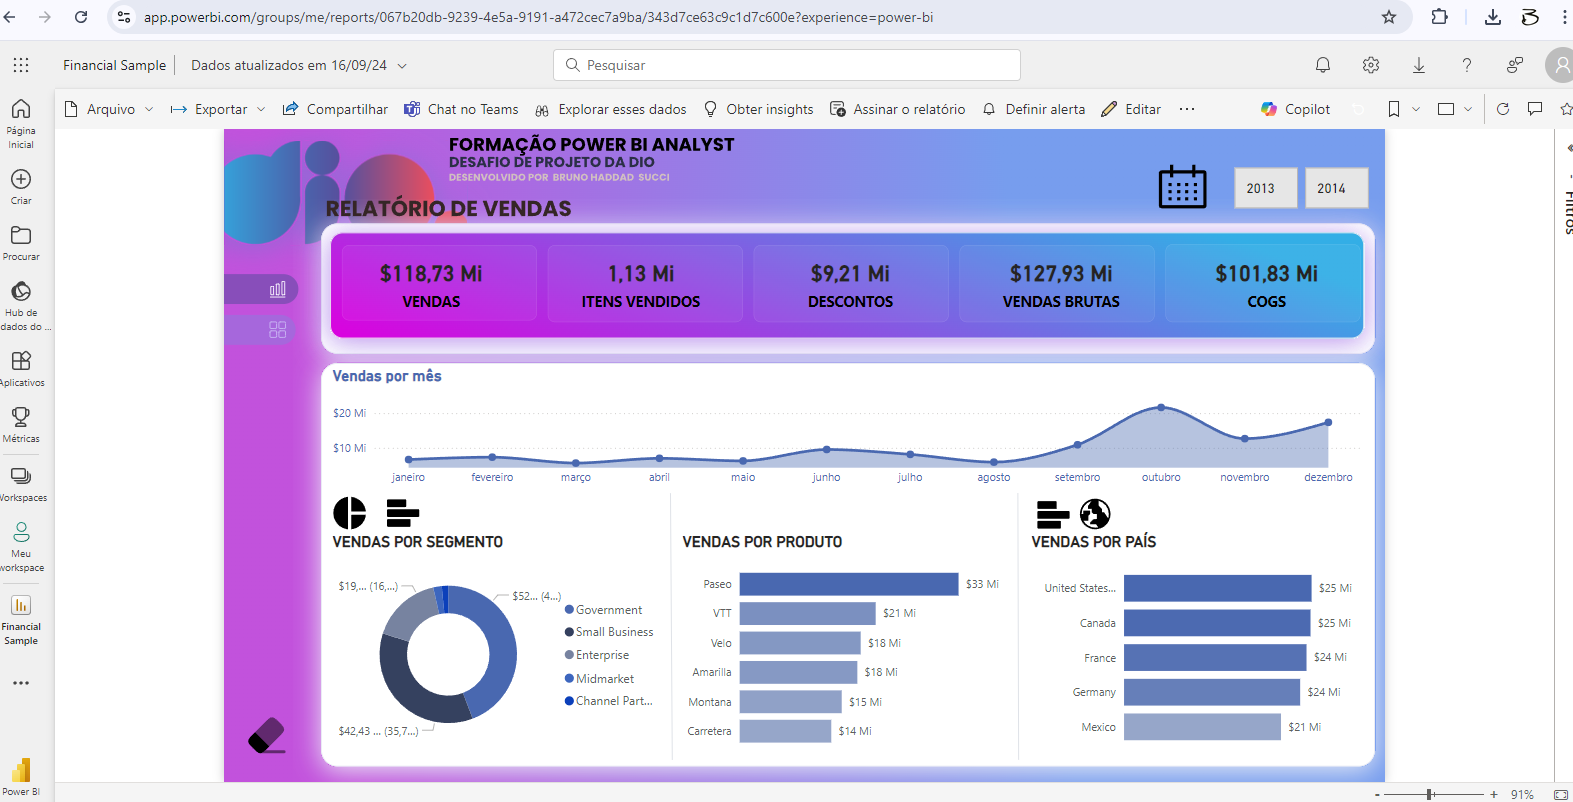 app.powerbi.com/groups/me/reports/067b20db-9239-4e5a-9191-a472cec7a9ba/343d7ce63c9c1d7c600e?experience=power-bi
Financial Sample
Dados atualizados em 16/09/24
Pesquisar
Arquivo
Exportar
Compartilhar
Chat no Teams
Explorar esses dados
Obter insights
Assinar o relatório
Definir alerta
Editar
Copilot
Página
Inicial
Criar
Procurar
Hub de
dados do ...
Aplicativos
Métricas
Workspaces
Meu
workspace
Financial
Sample
Power BI
Filtros
FORMAÇÃO POWER BI ANALYST
DESAFIO DE PROJETO DA DIO
DESENVOLVIDO POR BRUNO HADDAD SUCCI
RELATÓRIO DE VENDAS
2013
2014
$118,73 Mi
VENDAS
1,13 Mi
ITENS VENDIDOS
$9,21 Mi
DESCONTOS
$127,93 Mi
VENDAS BRUTAS
$101,83 Mi
COGS
Vendas por mês
$20 Mi
$10 Mi
janeiro
fevereiro
março
abril
maio
junho
julho
agosto
setembro
outubro
novembro
dezembro
VENDAS POR SEGMENTO
$19,... (16,...)
$52... (4...)
$42,43 ... (35,7...)
Government
Small Business
Enterprise
Midmarket
Channel Part...
VENDAS POR PRODUTO
Paseo $33 Mi
VTT $21 Mi
Velo $18 Mi
Amarilla $18 Mi
Montana $15 Mi
Carretera $14 Mi
VENDAS POR PAÍS
United States... $25 Mi
Canada $25 Mi
France $24 Mi
Germany $24 Mi
Mexico $21 Mi
- + 91%